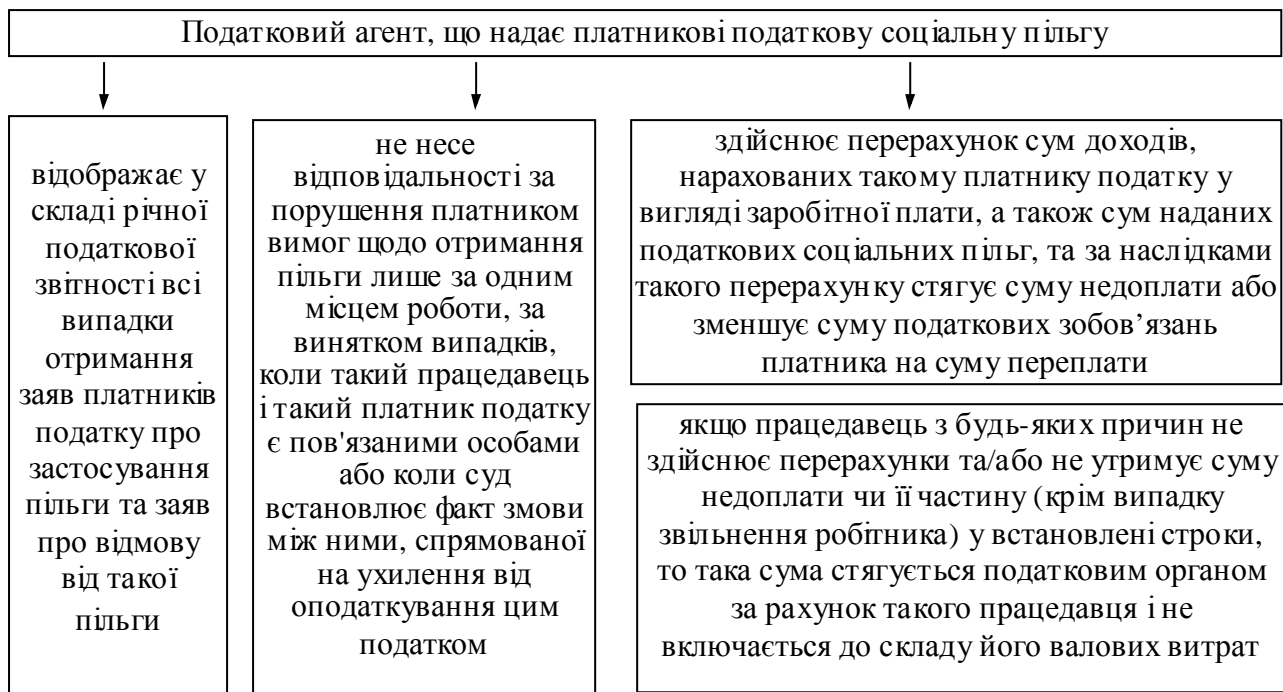 Податковий агент, що надає платникові податкову соціальну пільгу
відображає у
складі річної
податкової
звітності всі
випадки
отримання
заяв платників
податку про
застосування
пільги та заяв
про відмову
від такої
пільги
не несе
відповідальності за
порушення платником
вимог щодо отримання
пільги лише за одним
місцем роботи, за
винятком випадків,
коли такий працедавець
і такий платник податку
є пов'язаними особами
або коли суд
встановлює факт змови
між ними, спрямованої
на ухилення від
оподаткування цим
податком
здійснює перерахунок сум доходів,
нарахованих такому платнику податку у
вигляді заробітної плати, а також сум наданих
податкових соціальних пільг, та за наслідками
такого перерахунку стягує суму недоплати або
зменшує суму податкових зобов’язань
платника на суму переплати
якщо працедавець з будь-яких причин не
здійснює перерахунки та/або не утримує суму
недоплати чи її частину (крім випадку
звільнення робітника) у встановлені строки,
то така сума стягується податковим органом
за рахунок такого працедавця і не
включається до складу його валових витрат